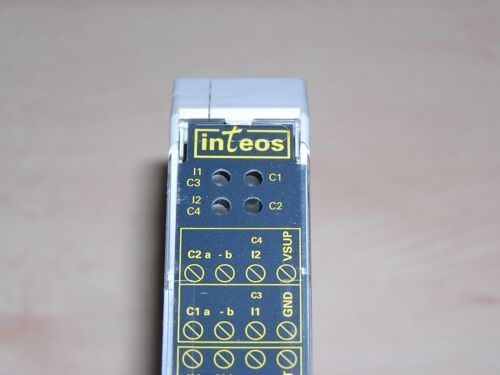 inteos
I1
C3 C1
I2
C4 C2
C4
C2 a - b I2 VSUP
C3
C1 a - b I1 GND